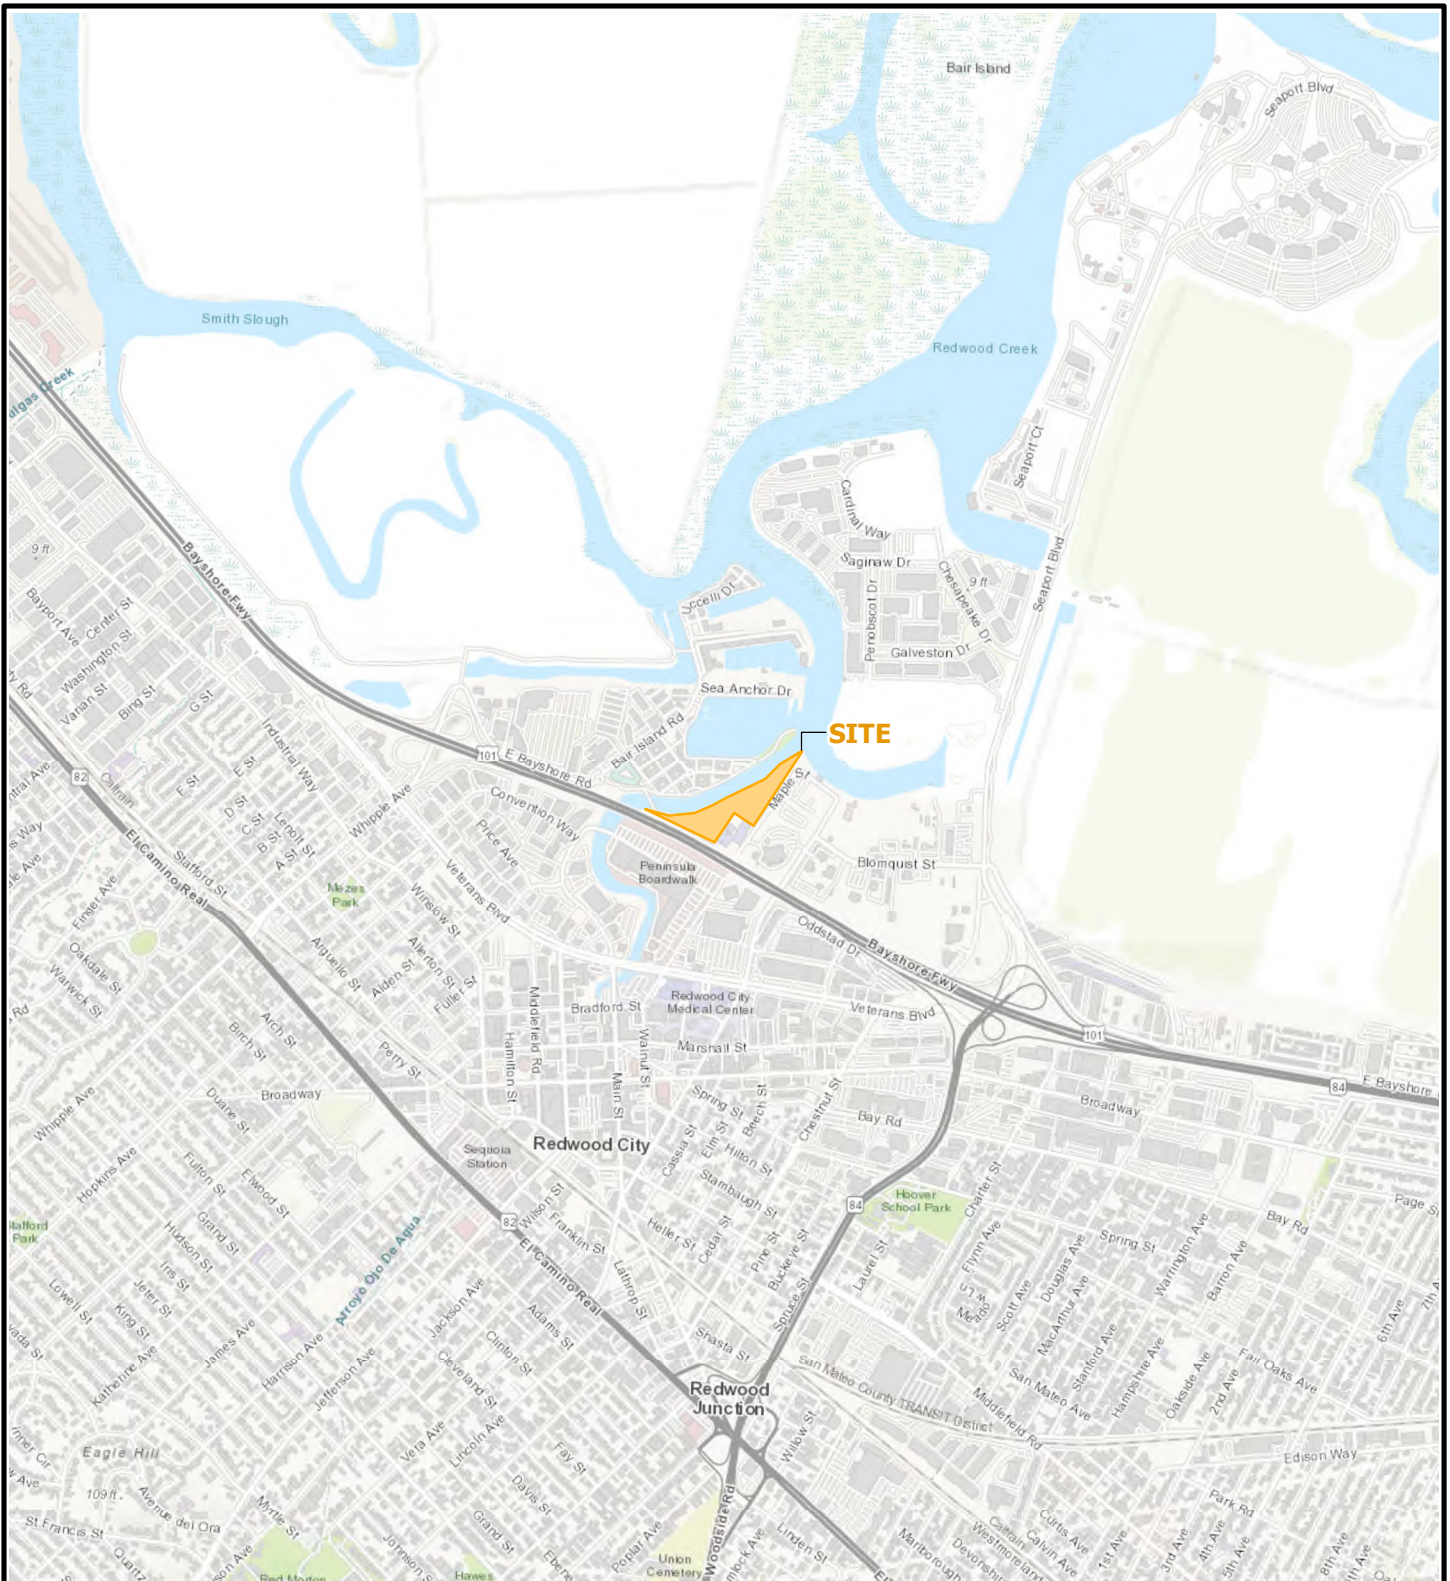 Bair Island
Seaport Blvd
Smith Slough
Redwood Creek
ulgas Creek
Seaport Ct
Cardinal Way
Saginaw Dr
9 ft
Bayshore Fwy
Seaport Blvd
Chesapeake Dr
9 ft
Penobscot Dr
Uccelli Dr
Bayport Ave
Center St
Washington St
Varian St
Bing St
G St
Galveston Dr
Sea Anchor Dr
Bair Island Rd
SITE
Industrial Way
101
E Bayshore Rd
82
Caltrain
F St
E St
D St
C St
B St
A St
Lenolt St
Whipple Ave
Convention Way
Price Ave
Maple St
El Camino Real
Stafford St
Veterans Blvd
Winslow St
Peninsula
Boardwalk
Blomquist St
Finger Ave
Mezes
Park
Oddstad Dr
Bayshore Fwy
Oakdale St
Warwick St
Arguello St
Alden St
Allerton St
Fuller St
Rd
Birch St
Arch St
Perry St
Middlefield Rd
Hamilton St
Bradford St
Redwood City
Medical Center
Veterans Blvd
101
Walnut St
Main St
Marshall St
84
E Bayshore
Whipple Ave
Duane St
Broadway
Spring St
Beech St
Chestnut St
Bay Rd
Broadway
Redwood City
Sequoia
Station
Cassia St
Elm St
Hilton St
Stambaugh St
Hopkins Ave
Fulton St
Elwood St
Grand St
Hudson St
82
Wilson St
Franklin St
Heller St
Cedar St
Pine St
Buckeye St
84
Hoover
School Park
Charter St
Page St
Bay Rd
Spring St
Warrington Ave
Barron Ave
Flynn Ave
Douglas Ave
Laurel St
Stafford
Park
Iris St
Jeter St
King St
Lowell St
Katherine Ave
James Ave
Harrison Ave
Jefferson Ave
Arroyo Ojo De Agua
Jackson Ave
El Camino Real
Lathrop St
Adams St
Clinton St
Cleveland St
Shasta St
Spruce St
Scott Ave
MacArthur Ave
Stanford Ave
Hampshire Ave
Oakside Ave
2nd Ave
Fair Oaks Ave
6th Ave
San Mateo Ave
San Mateo County TRANSIT District
Middlefield Rd
Redwood
Junction
Willow St
Edison Way
Eagle Hill
109 ft
Vera Ave
Lincoln Ave
Fay St
Davis St
Grand St
Avenue del Ora
Myrtle St
St Francis St
Johnson St
Poplar Ave
Woodside Rd
Union
Cemetery
Linden St
Marlborough
Caltrain
Curtis Ave
Calvin Ave
Park Rd
1st Ave
3rd Ave
4th Ave
5th Ave
8th Ave
Red Morton
Hawes